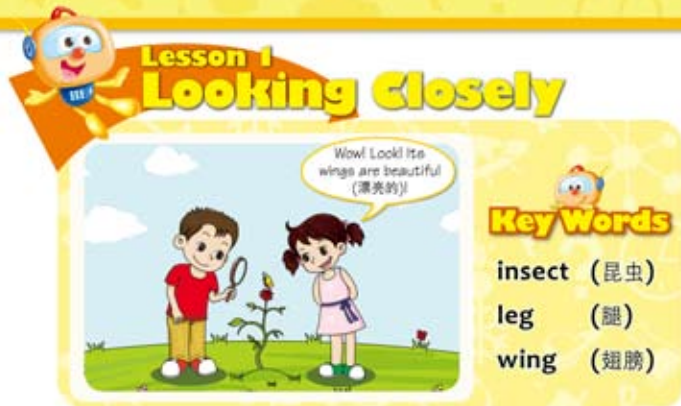 Lesson 1
Looking Closely
Wow! Look! Its
wings are beautiful
(漂亮的)!
Key Words
insect (昆虫)
leg (腿)
wing (翅膀)